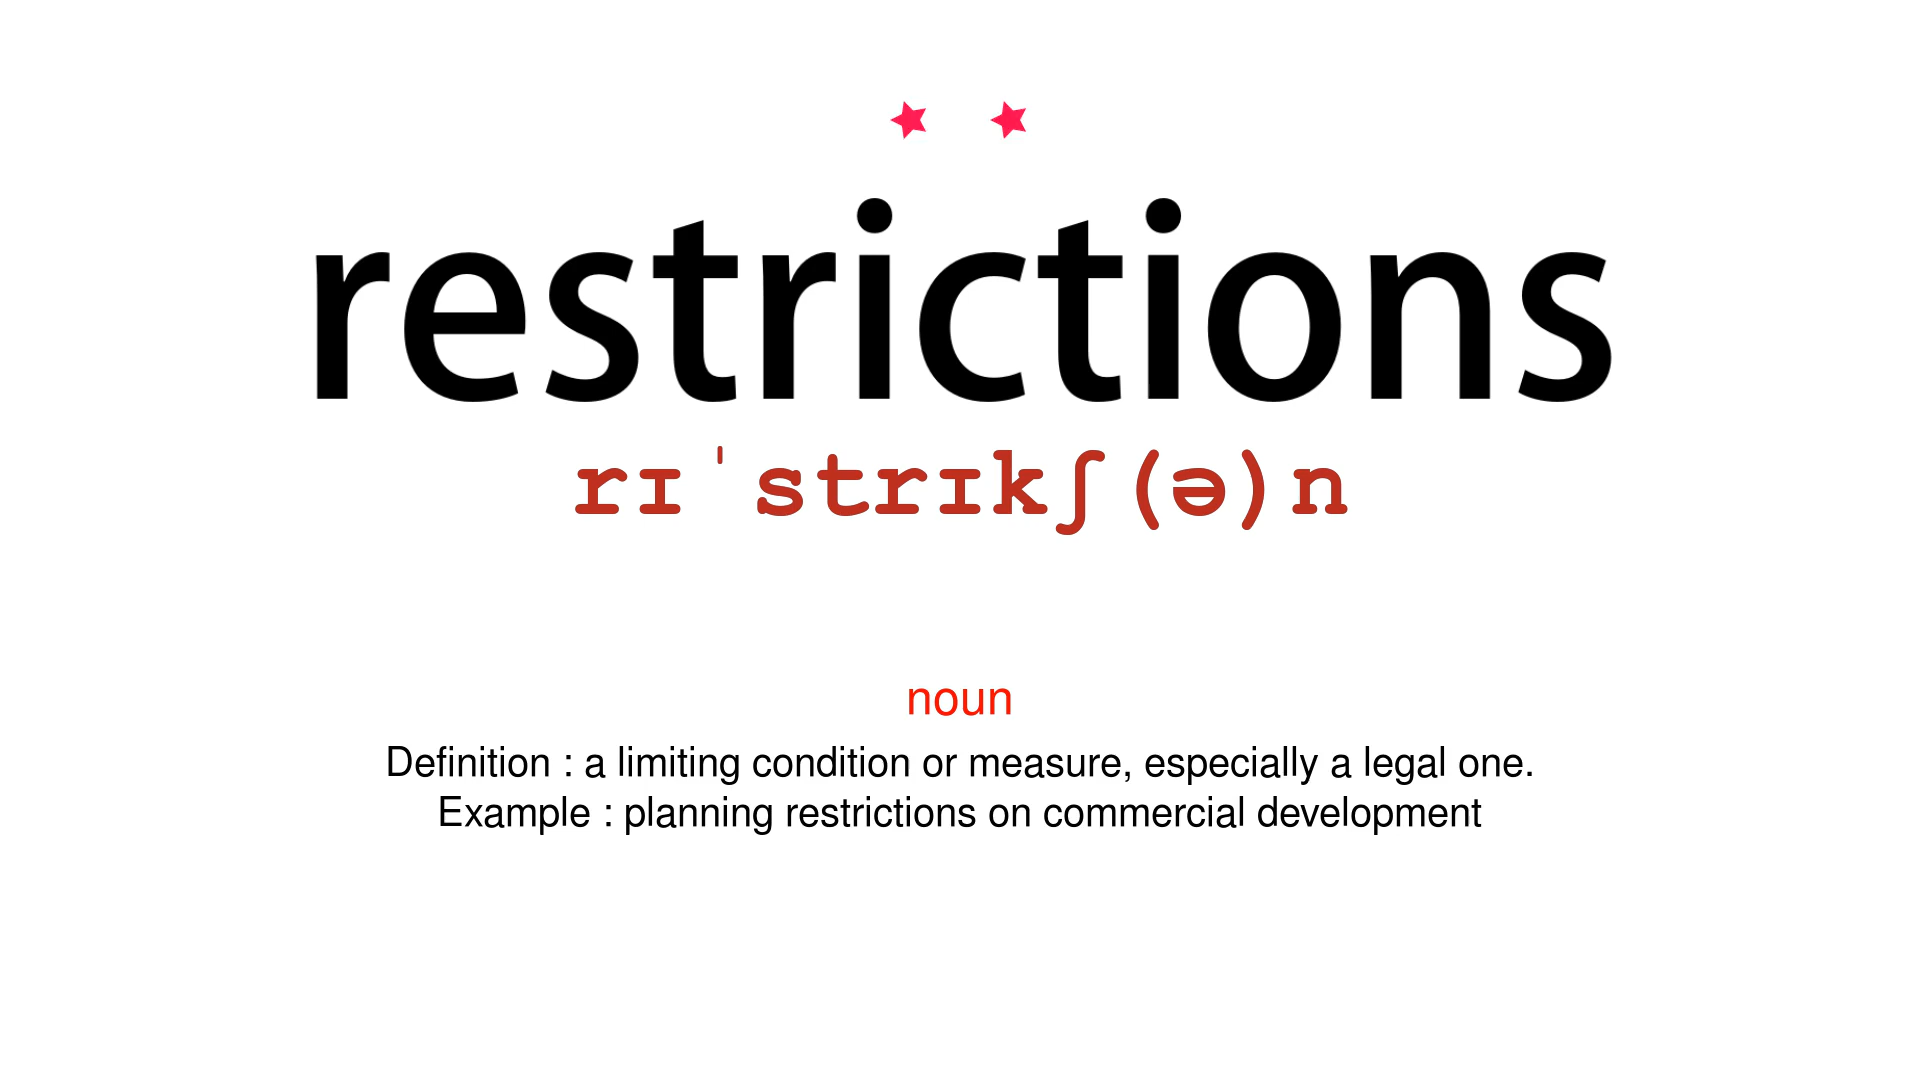 restrictions
rɪˈstrɪkʃ(ə)n
noun
Definition : a limiting condition or measure, especially a legal one.
Example : planning restrictions on commercial development